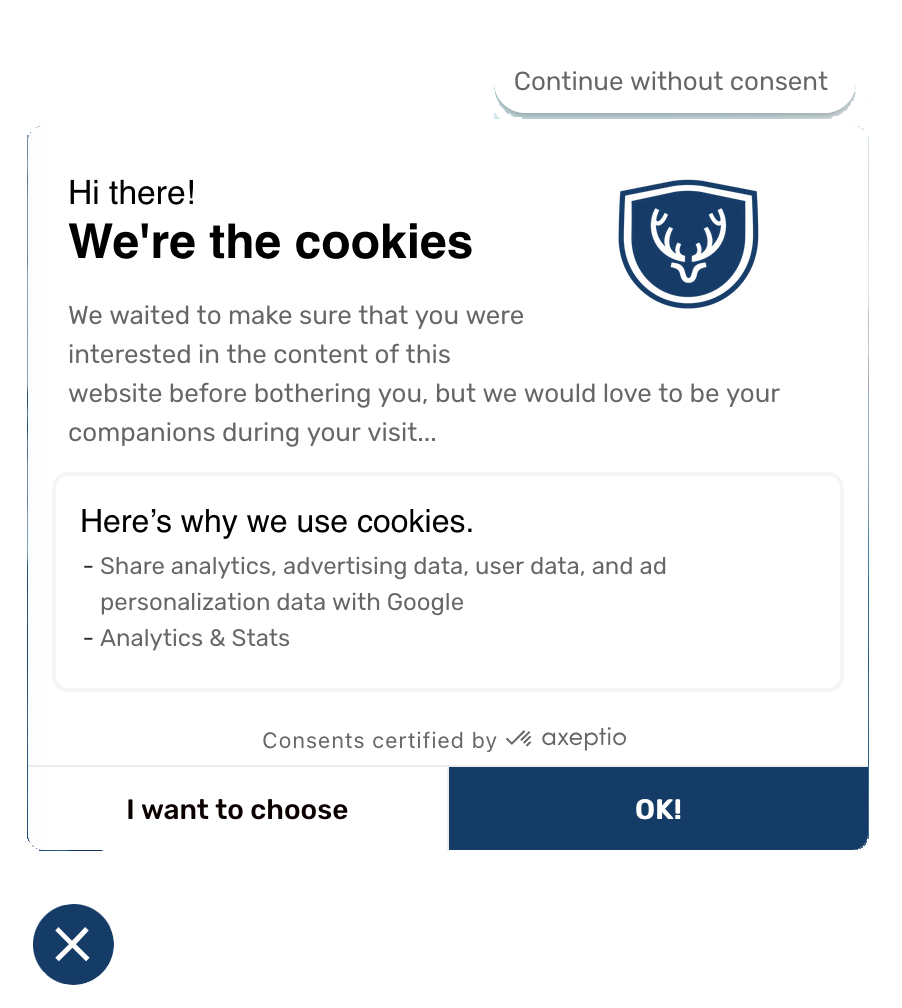 Continue without consent
Hi there!
We're the cookies
We waited to make sure that you were
interested in the content of this
website before bothering you, but we would love to be your
companions during your visit...
Here’s why we use cookies.
- Share analytics, advertising data, user data, and ad
personalization data with Google
- Analytics & Stats
Consents certified by axeptio
I want to choose
OK!